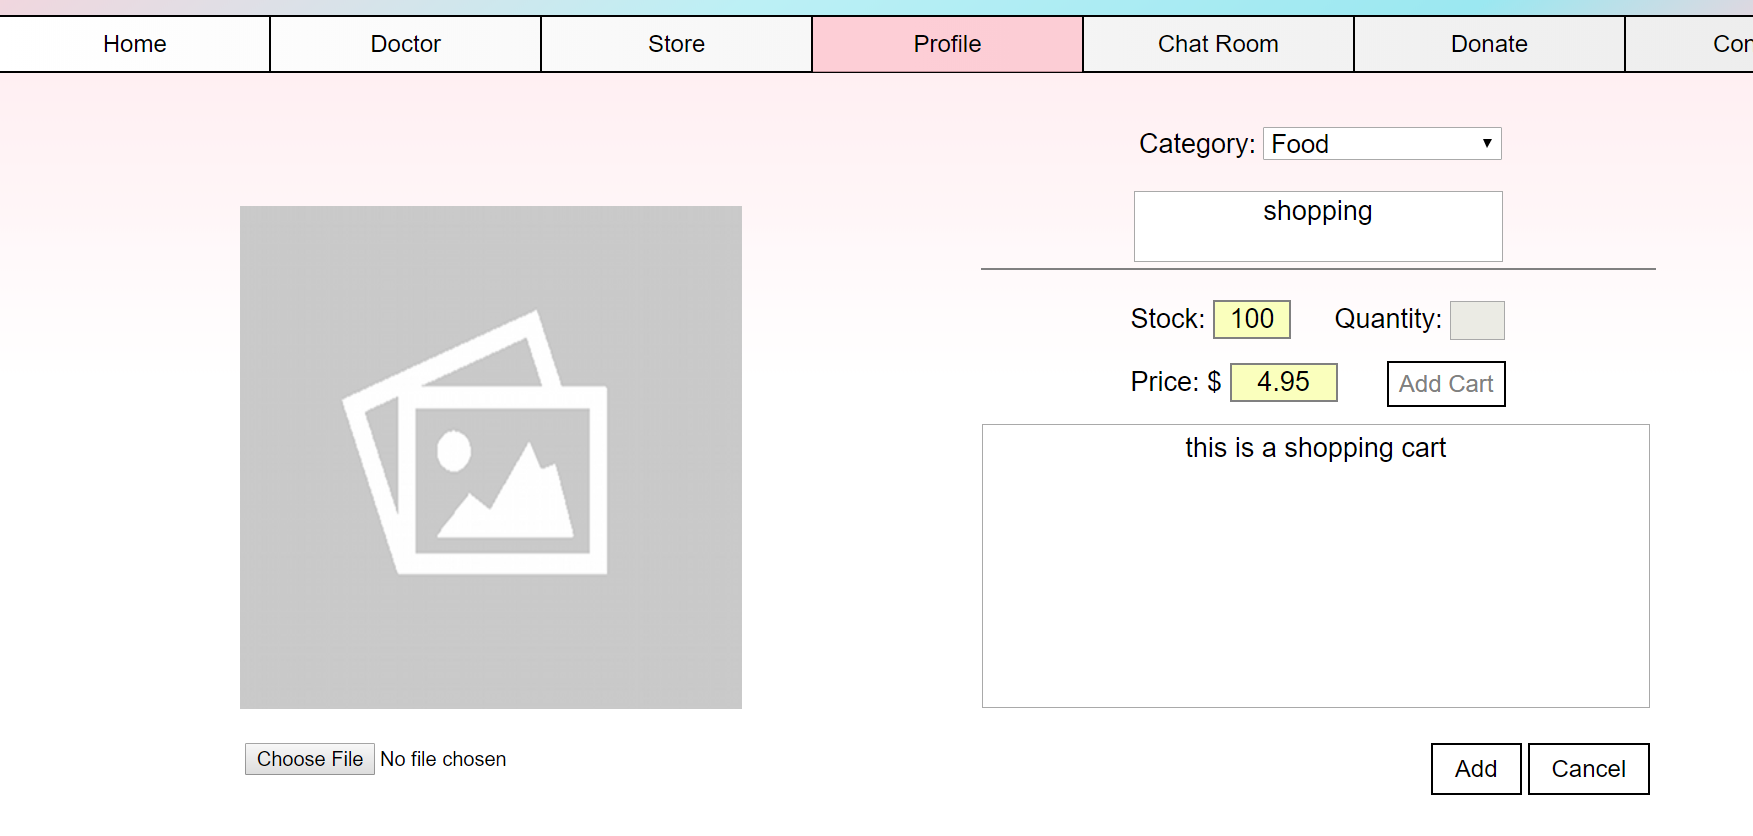 Home Doctor Store Profile Chat Room Donate
Category: Food
shopping
Stock: 100 Quantity:
Price: $ 4.95 Add Cart
this is a shopping cart
Choose File No file chosen
Add Cancel